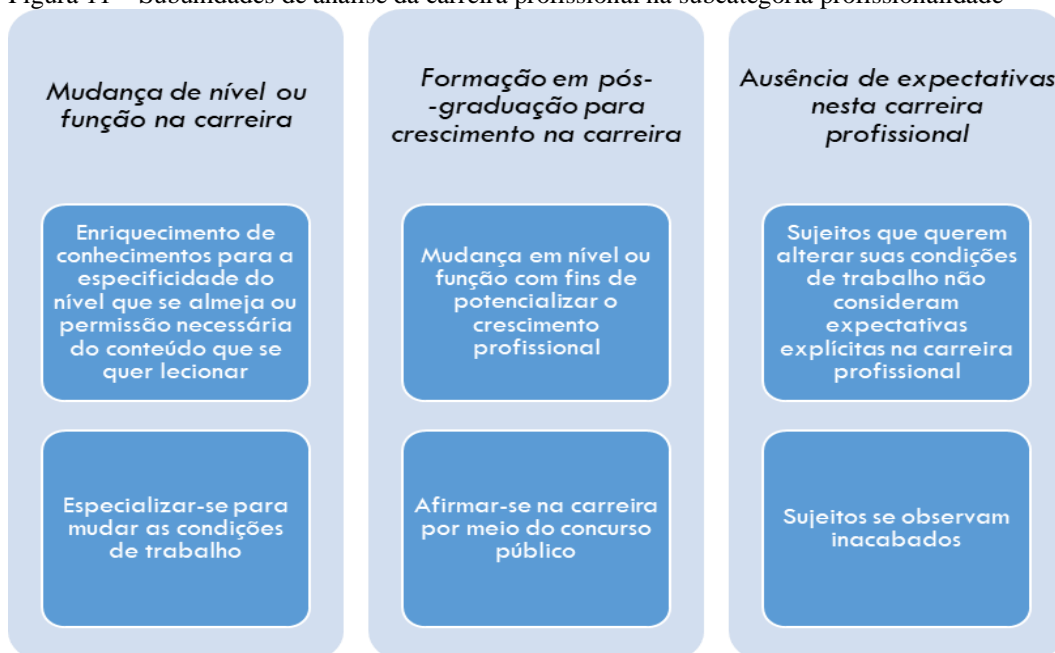 Figura 11 – Subunidades de análise da carreira profissional na subcategoria profissionalidade
Mudança de nível ou
função na carreira
Enriquecimento de
conhecimentos para a
especificidade do
nível que se almeja ou
permissão necessária
do conteúdo que se
quer lecionar
Especializar-se para
mudar as condições
de trabalho
Formação em pós-
-graduação para
crescimento na carreira
Mudança em nível ou
função com fins de
potencializar o
crescimento
profissional
Afirmar-se na carreira
por meio do concurso
público
Ausência de expectativas
nesta carreira
profissional
Sujeitos que querem
alterar suas condições
de trabalho não
consideram
expectativas
explícitas na carreira
profissional
Sujeitos se observam
inacabados